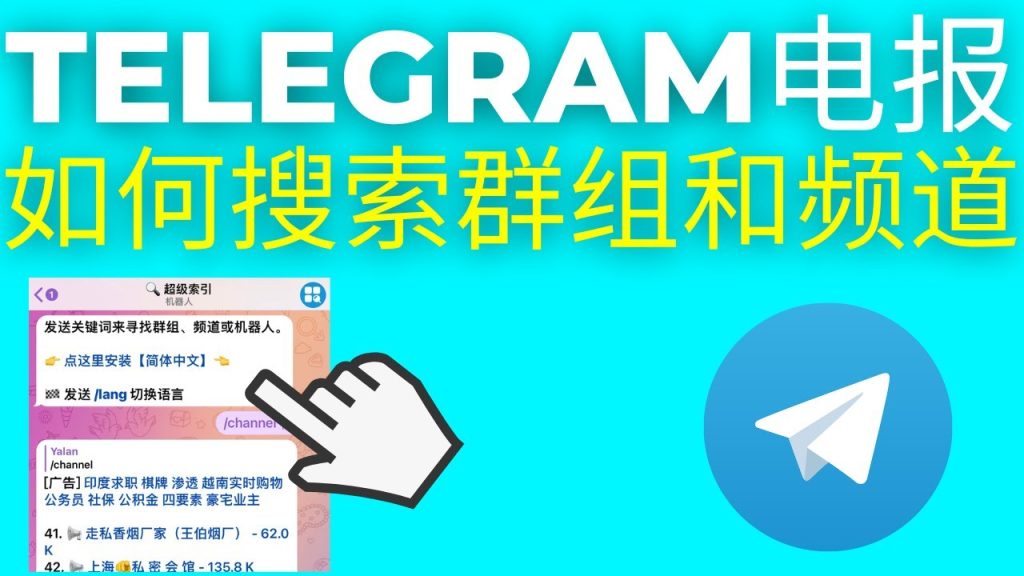 TELEGRAM电报
如何搜索群组和频道
1
🔍 超级索引
机器人
发送关键词来寻找群组、频道或机器人。
👉 点这里安装【简体中文】👈
🏁 发送 /lang 切换语言
/channel
Yalan
/channel
[广告] 印度求职 棋牌 渗透 越南实时购物
公务员 社保 公积金 四要素 豪宅业主
41. 📢 走私香烟厂家（王伯烟厂） - 62.0
K
42. 📢 上海🫱私 密 会 馆 - 135.8 K